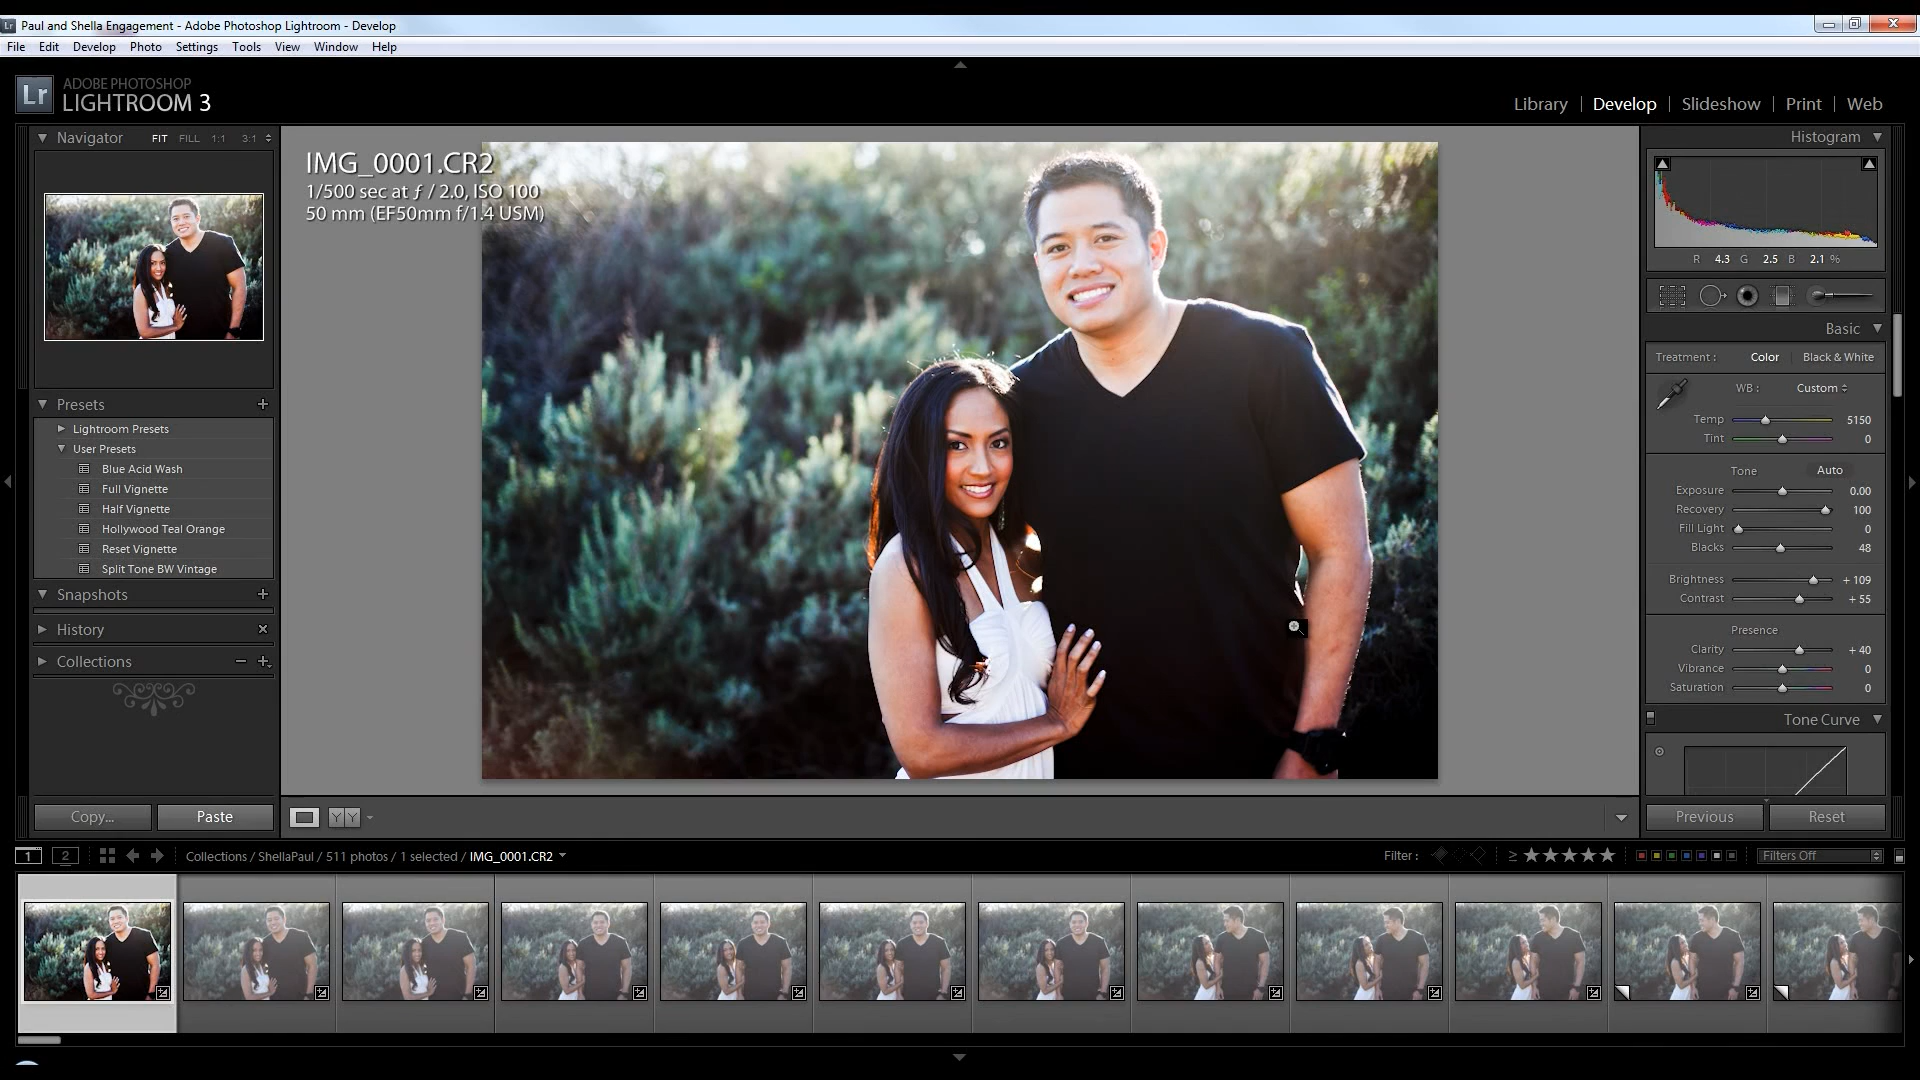 Lr Paul and Shella Engagement - Adobe Photoshop Lightroom - Develop
File Edit Develop Photo Settings Tools View Window Help
Lr ADOBE PHOTOSHOP
LIGHTROOM 3
Library | Develop | Slideshow | Print | Web
Navigator FIT FILL 1:1 3:1
IMG_0001.CR2
1/500 sec at ƒ / 2.0, ISO 100
50 mm (EF50mm f/1.4 USM)
Presets +
Lightroom Presets
User Presets
Blue Acid Wash
Full Vignette
Half Vignette
Hollywood Teal Orange
Reset Vignette
Split Tone BW Vintage
Snapshots +
History ×
Collections − +
Copy... Paste
Histogram
R 4.3 G 2.5 B 2.1 %
Basic
Treatment : Color | Black & White
WB : Custom
Temp 5150
Tint 0
Tone Auto
Exposure 0.00
Recovery 100
Fill Light 0
Blacks 48
Brightness + 109
Contrast + 55
Presence
Clarity + 40
Vibrance 0
Saturation 0
Tone Curve
Y Y
Previous Reset
1 2 Collections / ShellaPaul / 511 photos / 1 selected / IMG_0001.CR2 Filter : ≥ ★★★★★ Filters Off